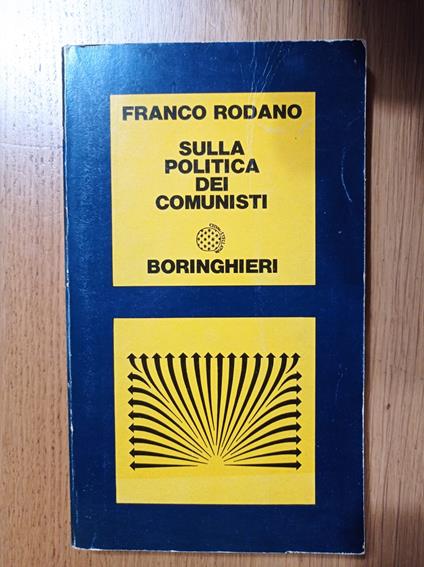 FRANCO RODANO
SULLA
POLITICA
DEI
COMUNISTI
BORINGHIERI